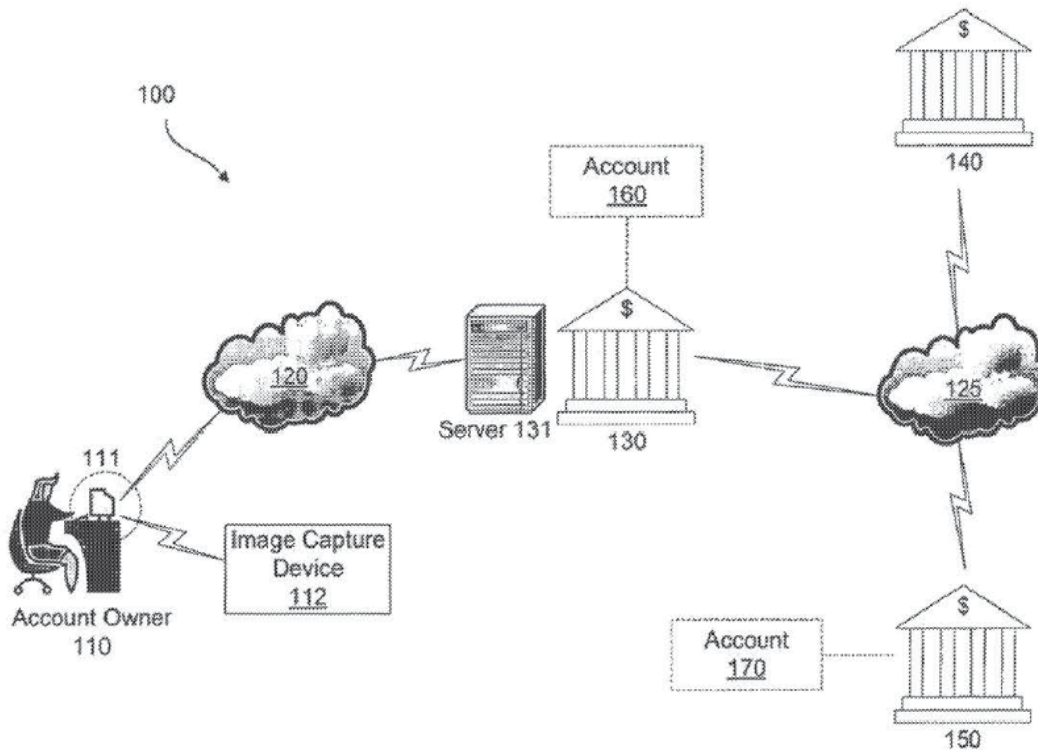 $
140
100
Account
160
$
120
125
Server 131
130
111
Image Capture
Device
112
Account Owner
110
$
Account
170
150